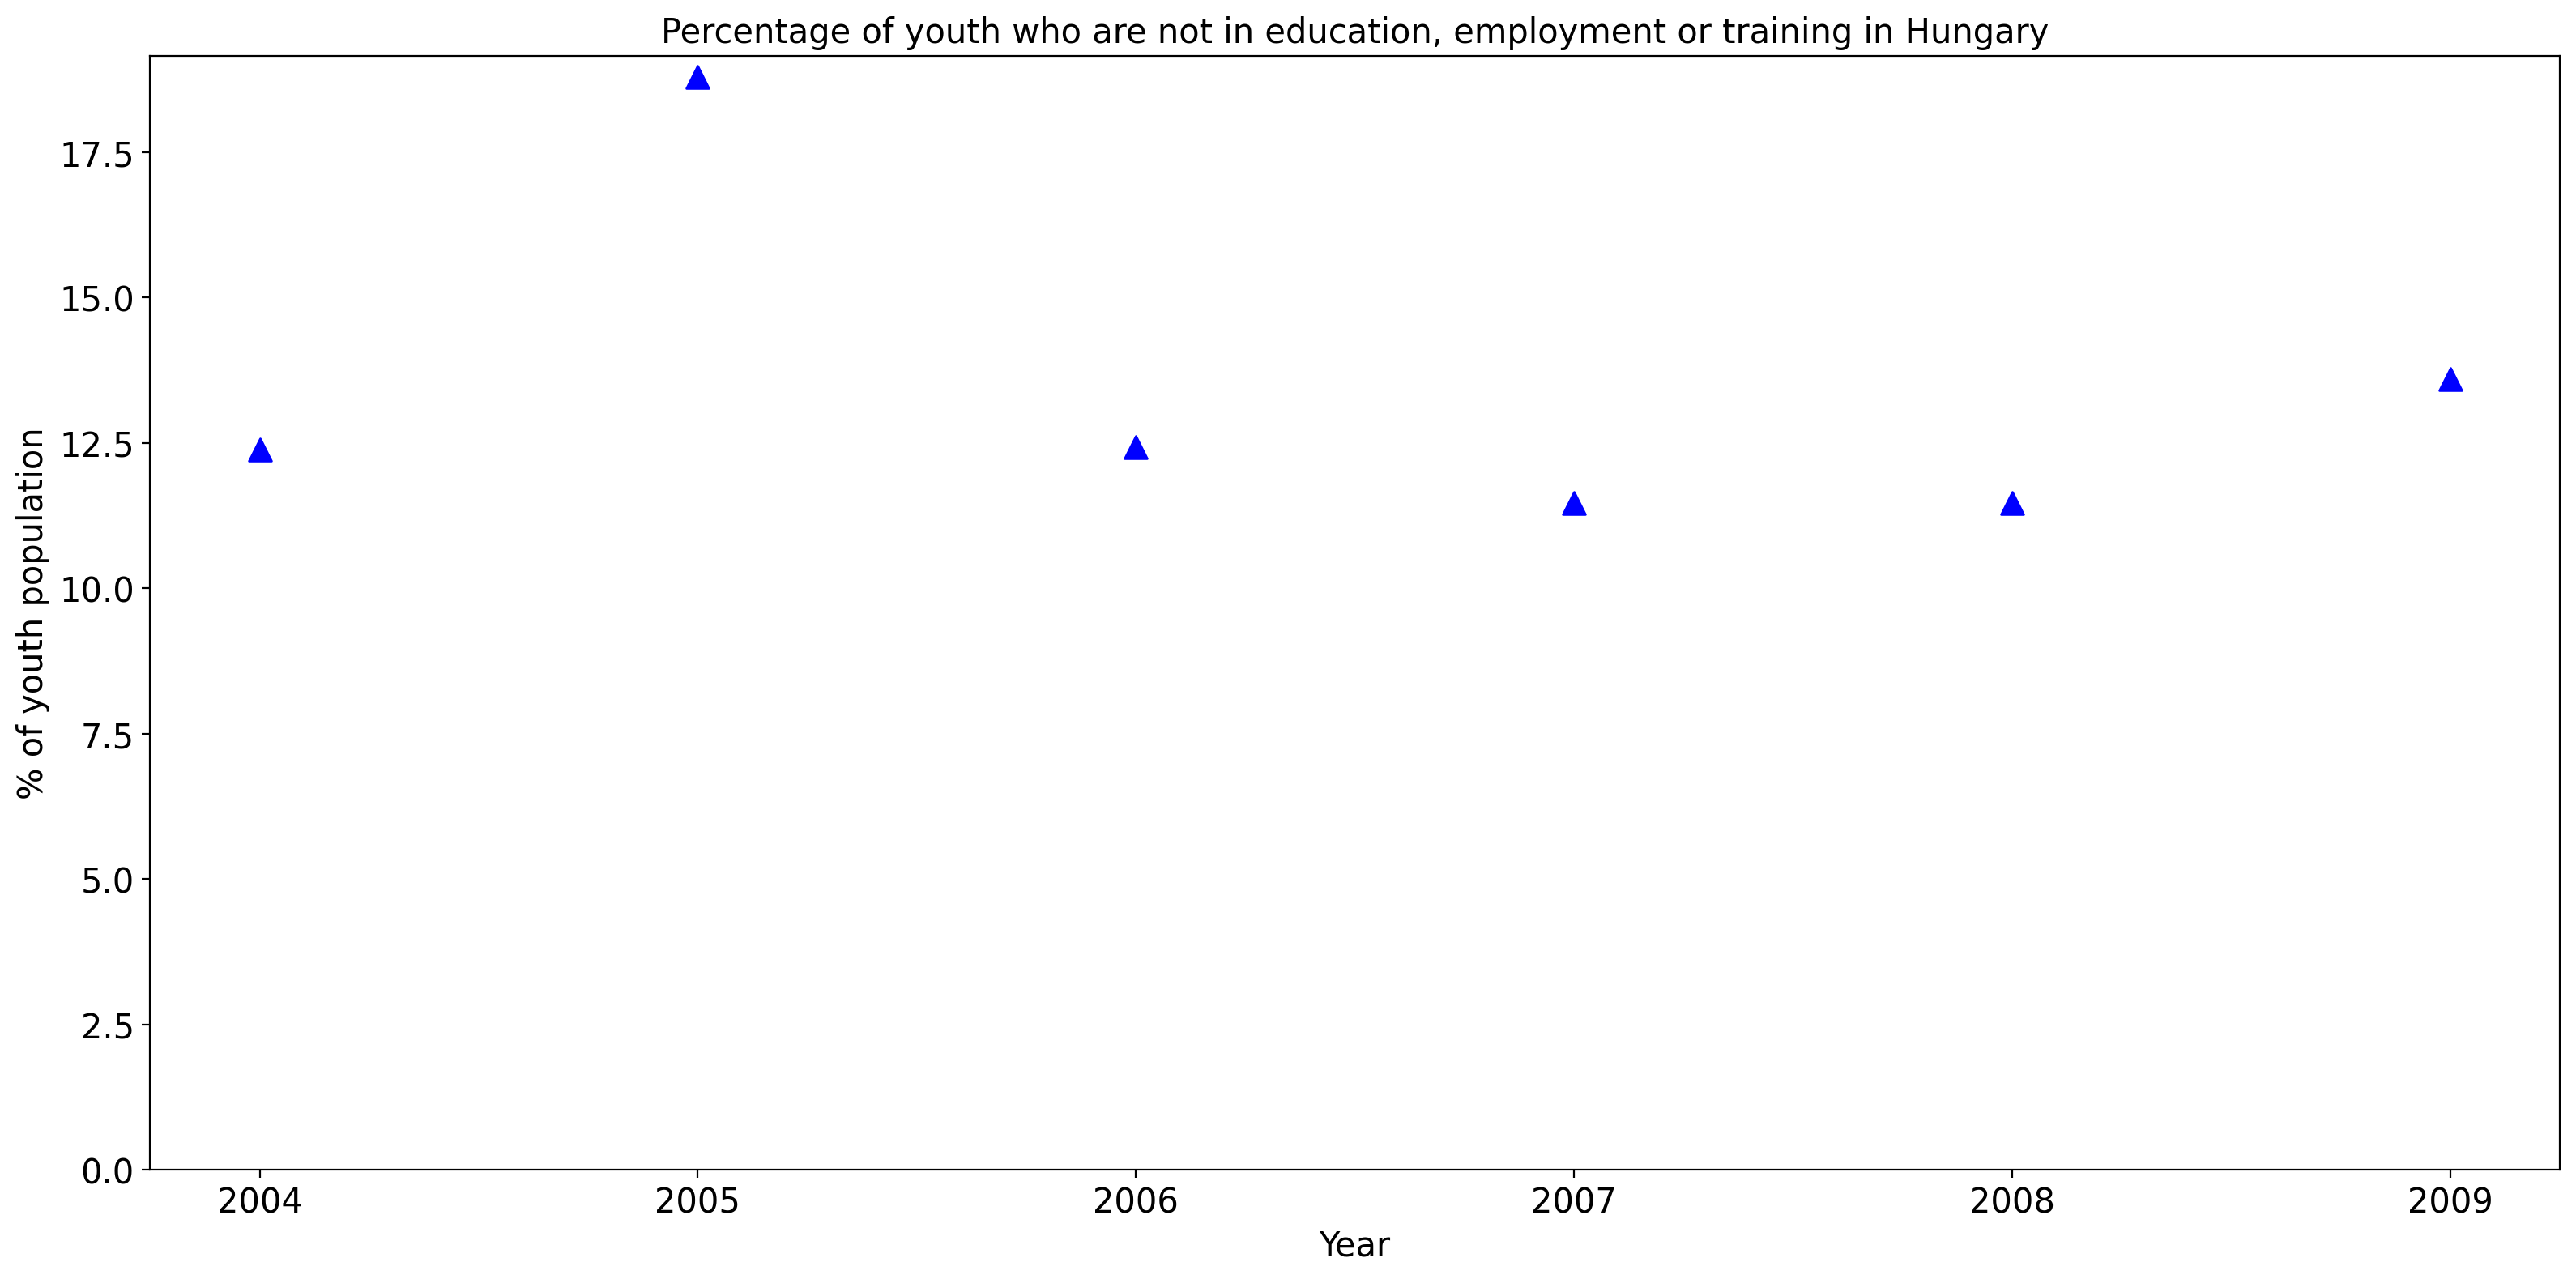 Percentage of youth who are not in education, employment or training in Hungary
% of youth population
17.5
15.0
12.5
10.0
7.5
5.0
2.5
0.0
2004 2005 2006 2007 2008 2009
Year